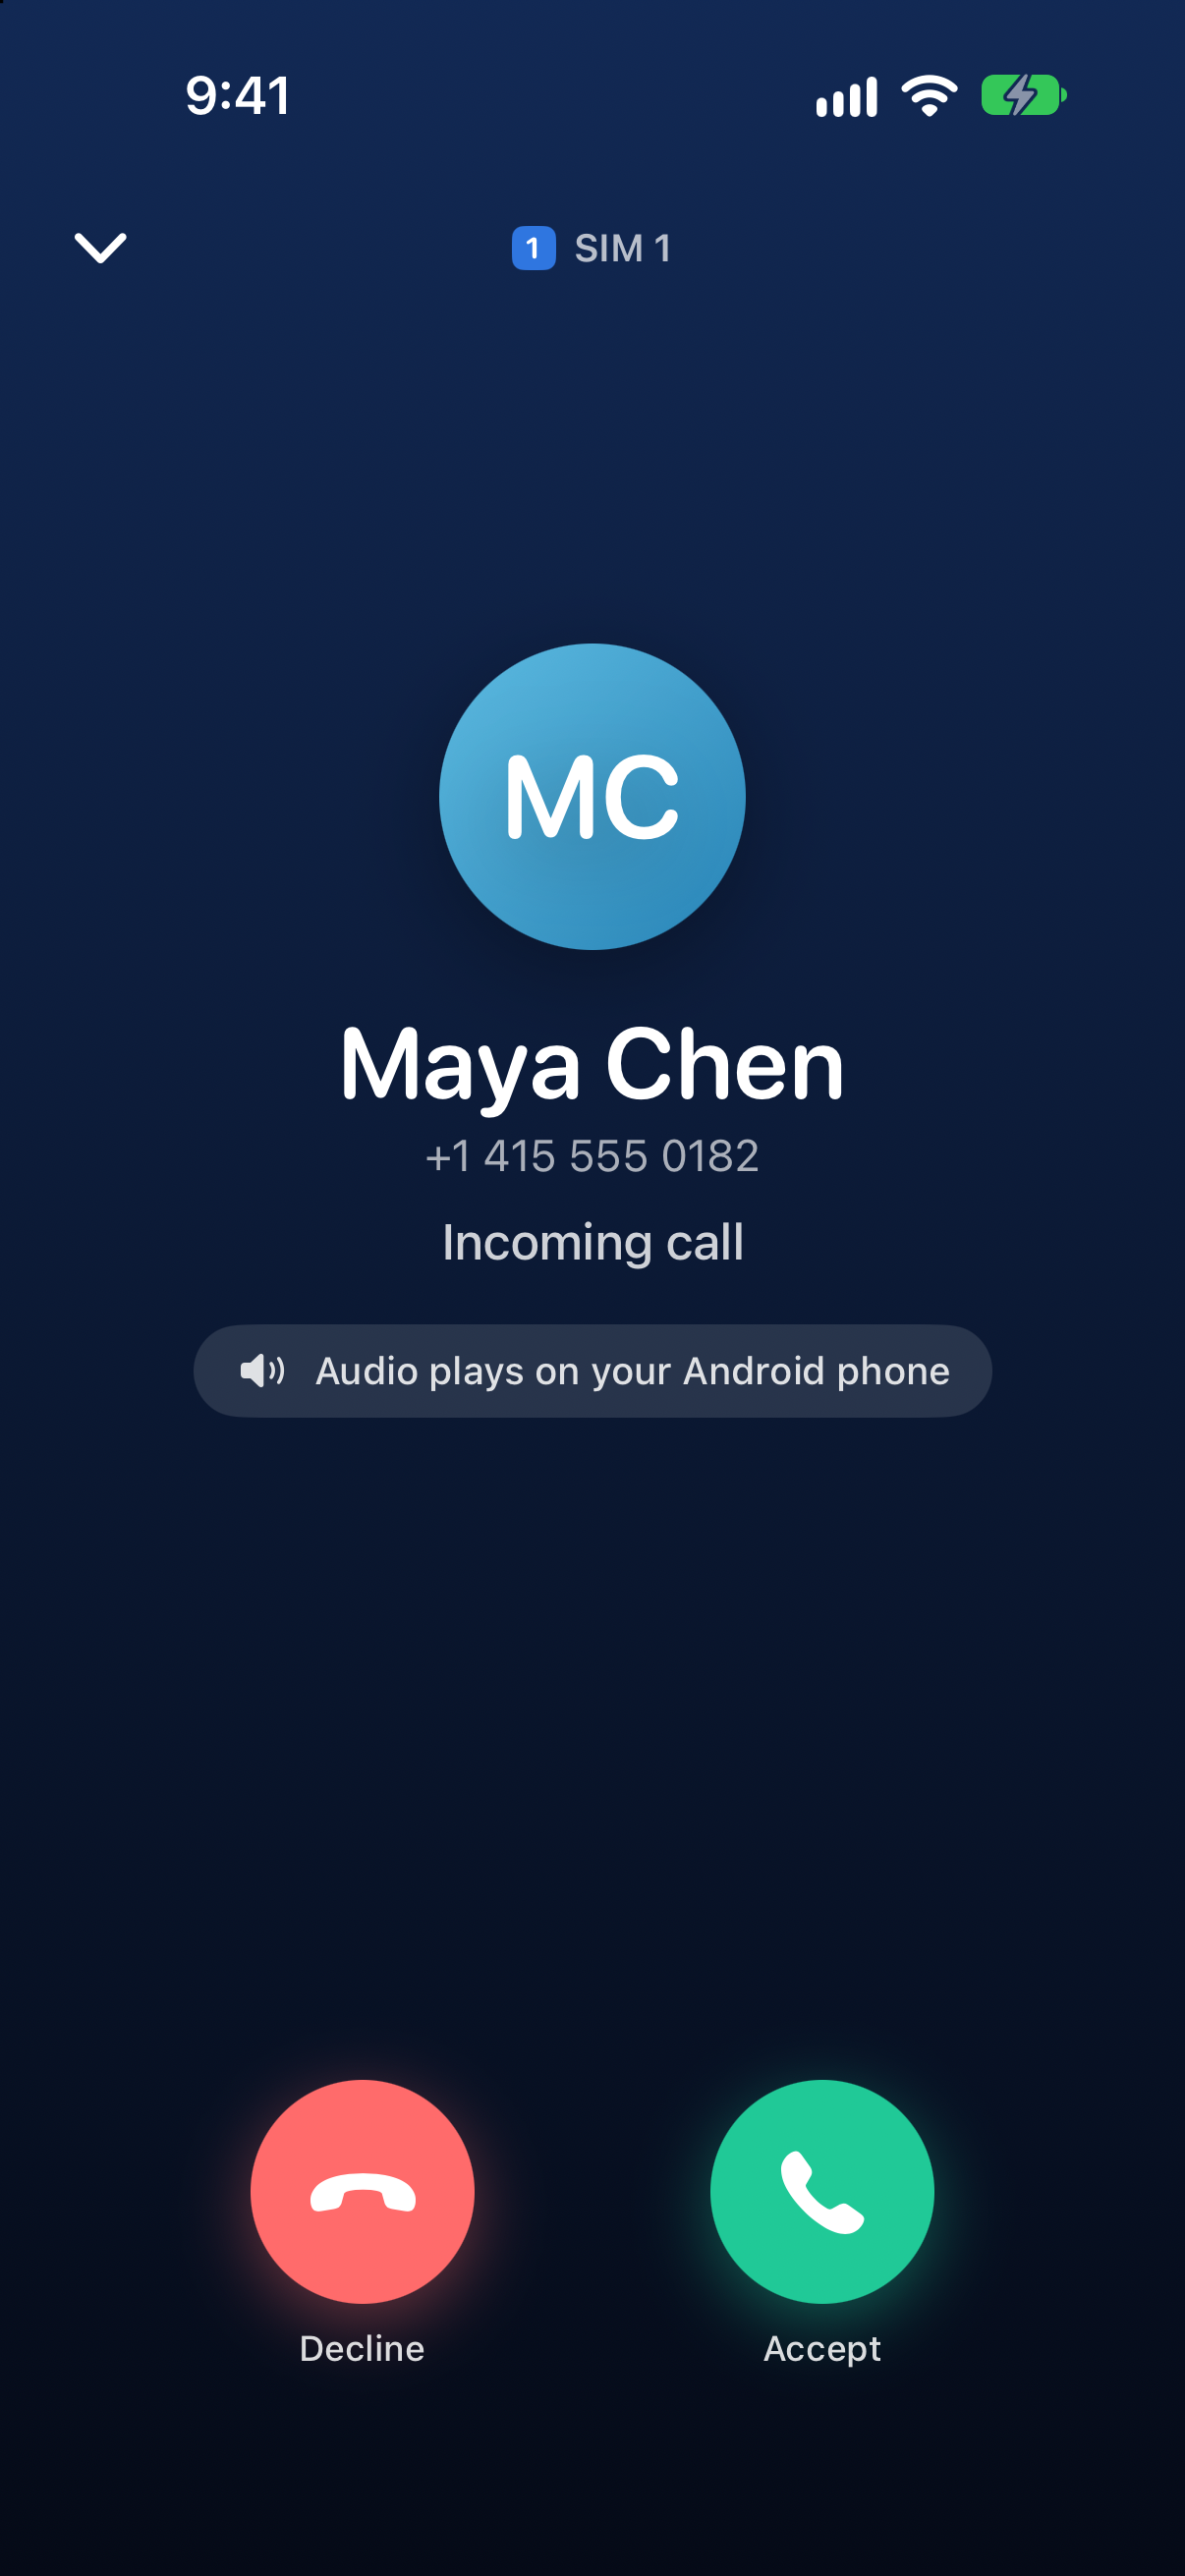 9:41
1 SIM 1
MC
Maya Chen
+1 415 555 0182
Incoming call
Audio plays on your Android phone
Decline Accept